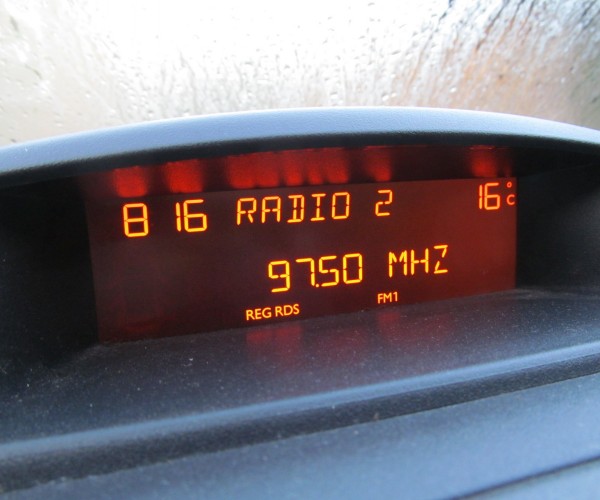 8 16 RADIO 2 16 °C
97.50 MHZ
REG RDS FM1